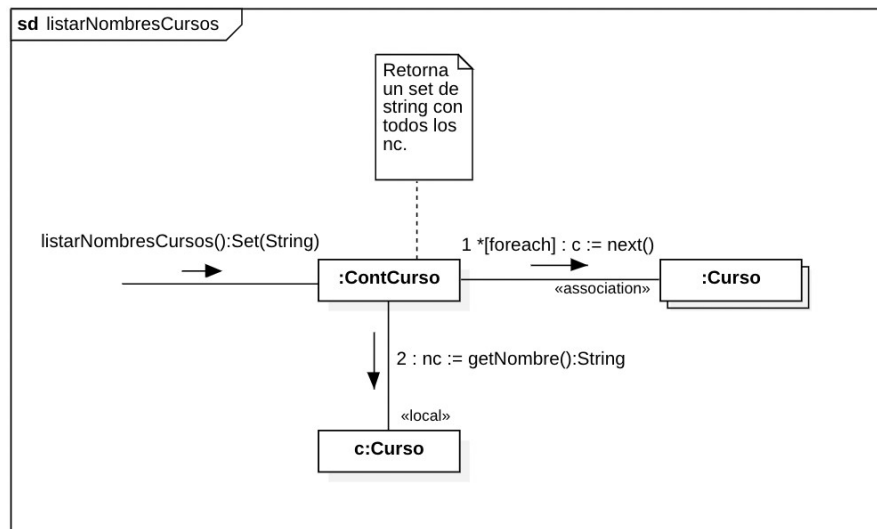 sd listarNombresCursos
Retorna
un set de
string con
todos los
nc.
listarNombresCursos():Set(String)
1 *[foreach] : c := next()
:ContCurso
«association»
:Curso
2 : nc := getNombre():String
«local»
c:Curso